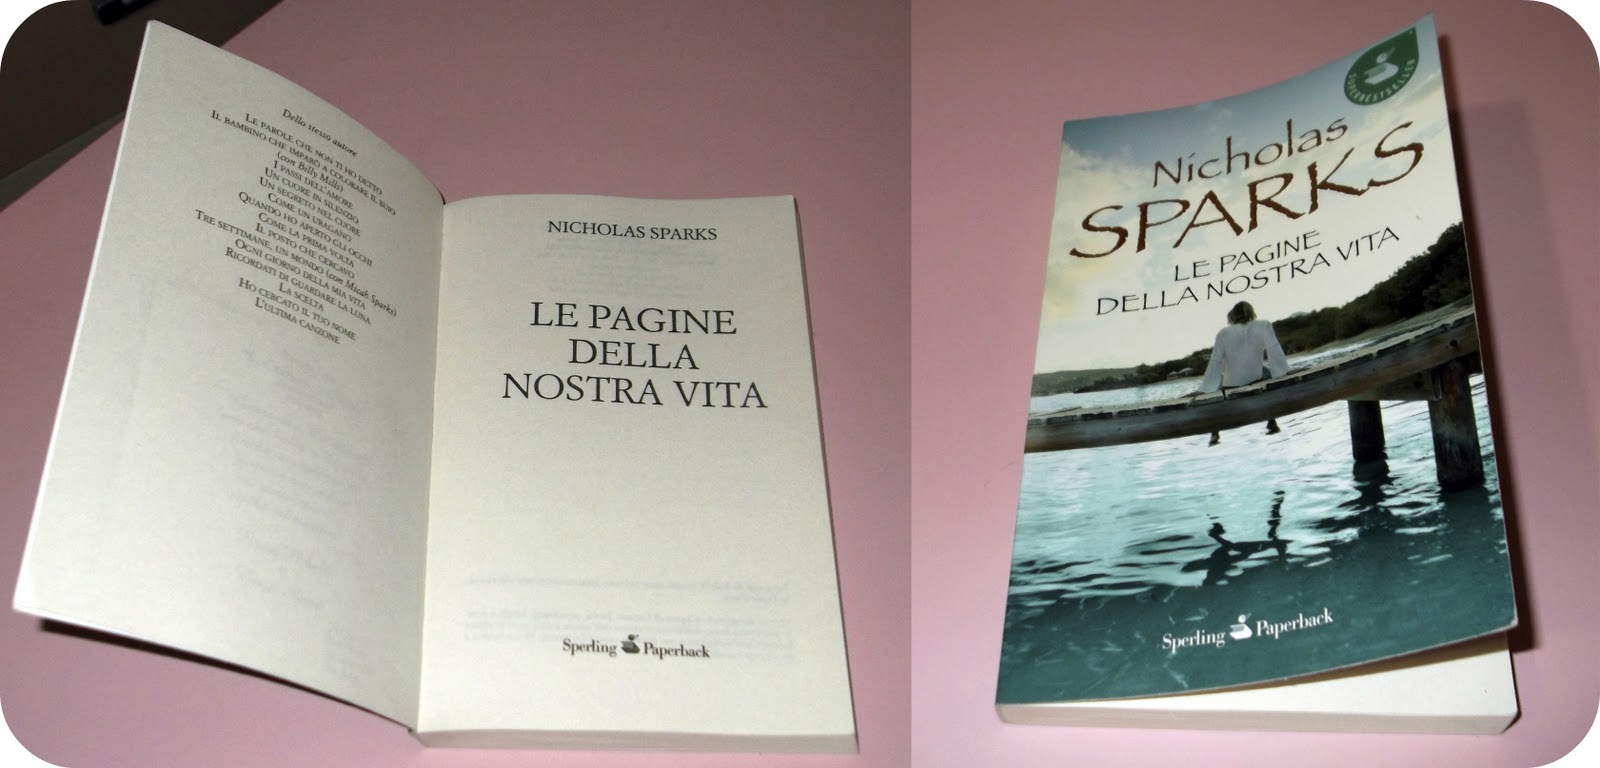 Dello stesso autore
LE PAROLE CHE NON TI HO DETTO
IL BAMBINO CHE IMPARÒ A COLORARE IL BUIO
(con Billy Mills)
I PASSI DELL'AMORE
UN CUORE IN SILENZIO
UN SEGRETO NEL CUORE
COME UN URAGANO
QUANDO HO APERTO GLI OCCHI
COME LA PRIMA VOLTA
IL POSTO CHE CERCAVO
TRE SETTIMANE, UN MONDO (con Micah Sparks)
OGNI GIORNO DELLA MIA VITA
RICORDATI DI GUARDARE LA LUNA
LA SCELTA
HO CERCATO IL TUO NOME
L'ULTIMA CANZONE
NICHOLAS SPARKS
LE PAGINE
DELLA
NOSTRA VITA
Sperling Paperback
SUPERBESTSELLER
Nicholas
SPARKS
LE PAGINE
DELLA NOSTRA VITA
Sperling Paperback